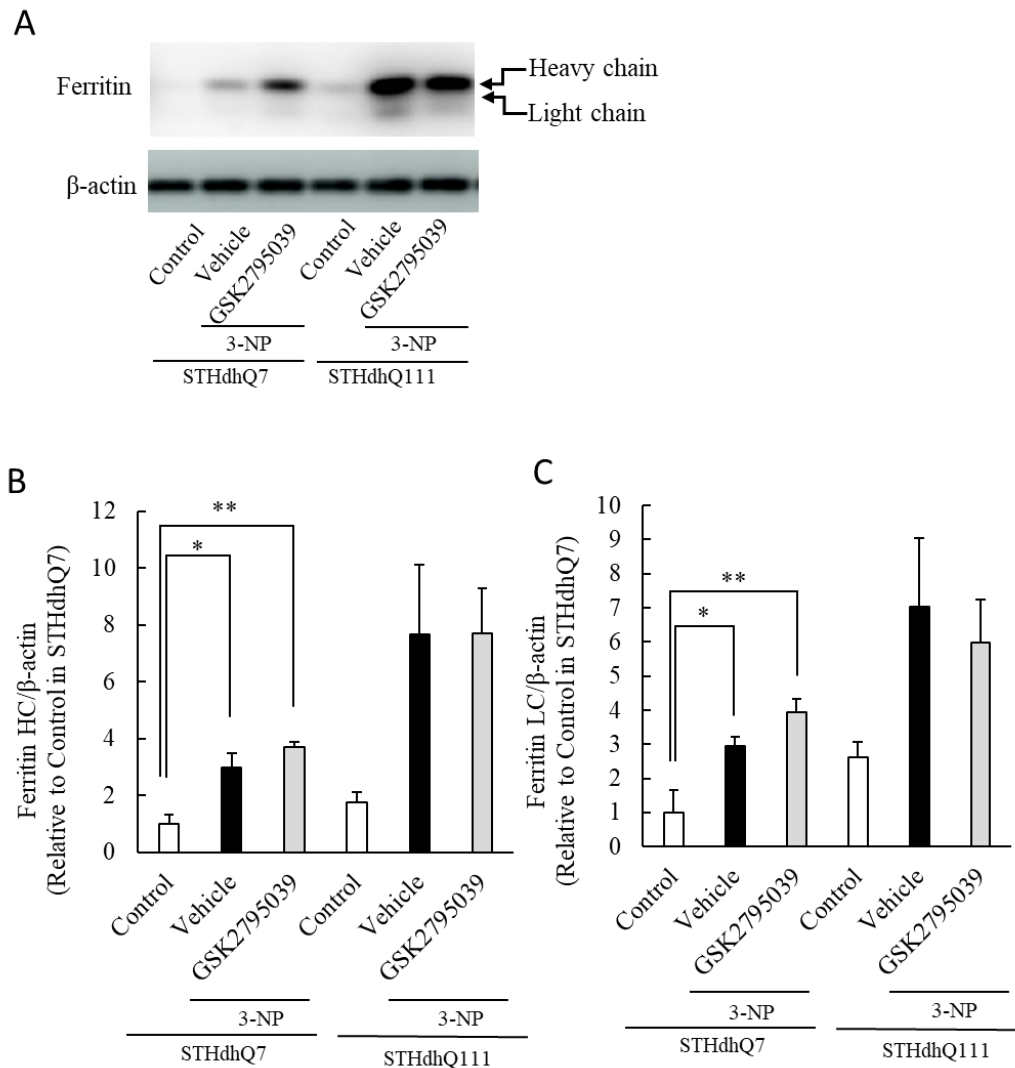 A
Ferritin
Heavy chain
Light chain
β-actin
Control
Vehicle
GSK2795039
Control
Vehicle
GSK2795039
3-NP
3-NP
STHdhQ7
STHdhQ111
B
Ferritin HC/β-actin
(Relative to Control in STHdhQ7)
12
10
8
6
4
2
0
**
*
Control
Vehicle
GSK2795039
Control
Vehicle
GSK2795039
3-NP
3-NP
STHdhQ7
STHdhQ111
C
Ferritin LC/β-actin
(Relative to Control in STHdhQ7)
10
9
8
7
6
5
4
3
2
1
0
**
*
Control
Vehicle
GSK2795039
Control
Vehicle
GSK2795039
3-NP
3-NP
STHdhQ7
STHdhQ111